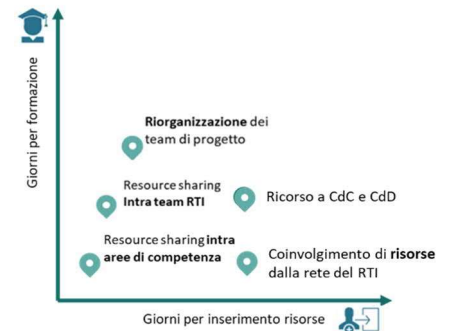 Giorni per formazione
Riorganizzazione dei
team di progetto
Resource sharing
Intra team RTI
Ricorso a CdC e CdD
Resource sharing intra
aree di competenza
Coinvolgimento di risorse
dalla rete del RTI
Giorni per inserimento risorse